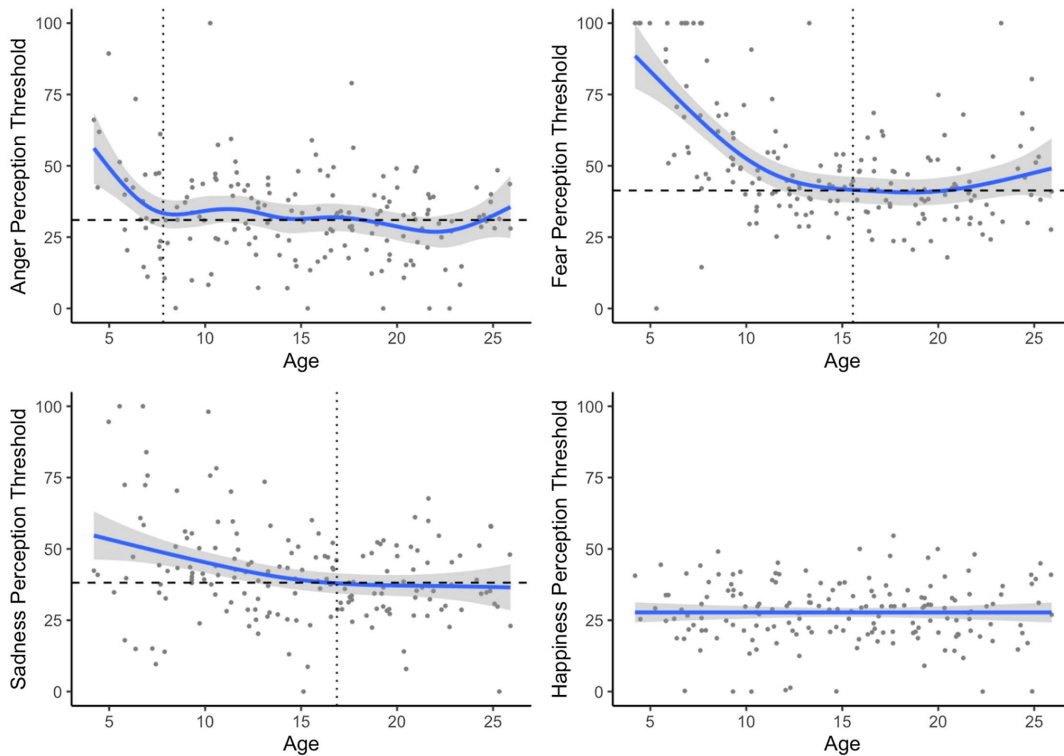 Anger Perception Threshold
100
75
50
25
0
5 10 15 20 25
Age
Fear Perception Threshold
100
75
50
25
0
5 10 15 20 25
Age
Sadness Perception Threshold
100
75
50
25
0
5 10 15 20 25
Age
Happiness Perception Threshold
100
75
50
25
0
5 10 15 20 25
Age